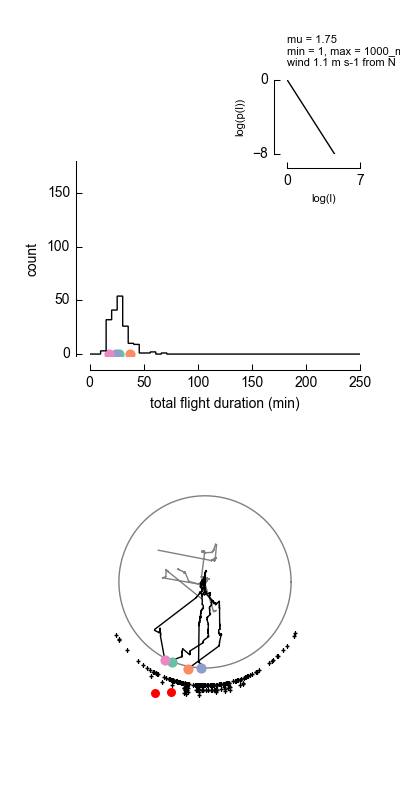 mu = 1.75
min = 1, max = 1000_m
wind 1.1 m s-1 from N
0
−8
log(p(l))
0 7
log(l)
150
100
50
0
count
0 50 100 150 200 250
total flight duration (min)